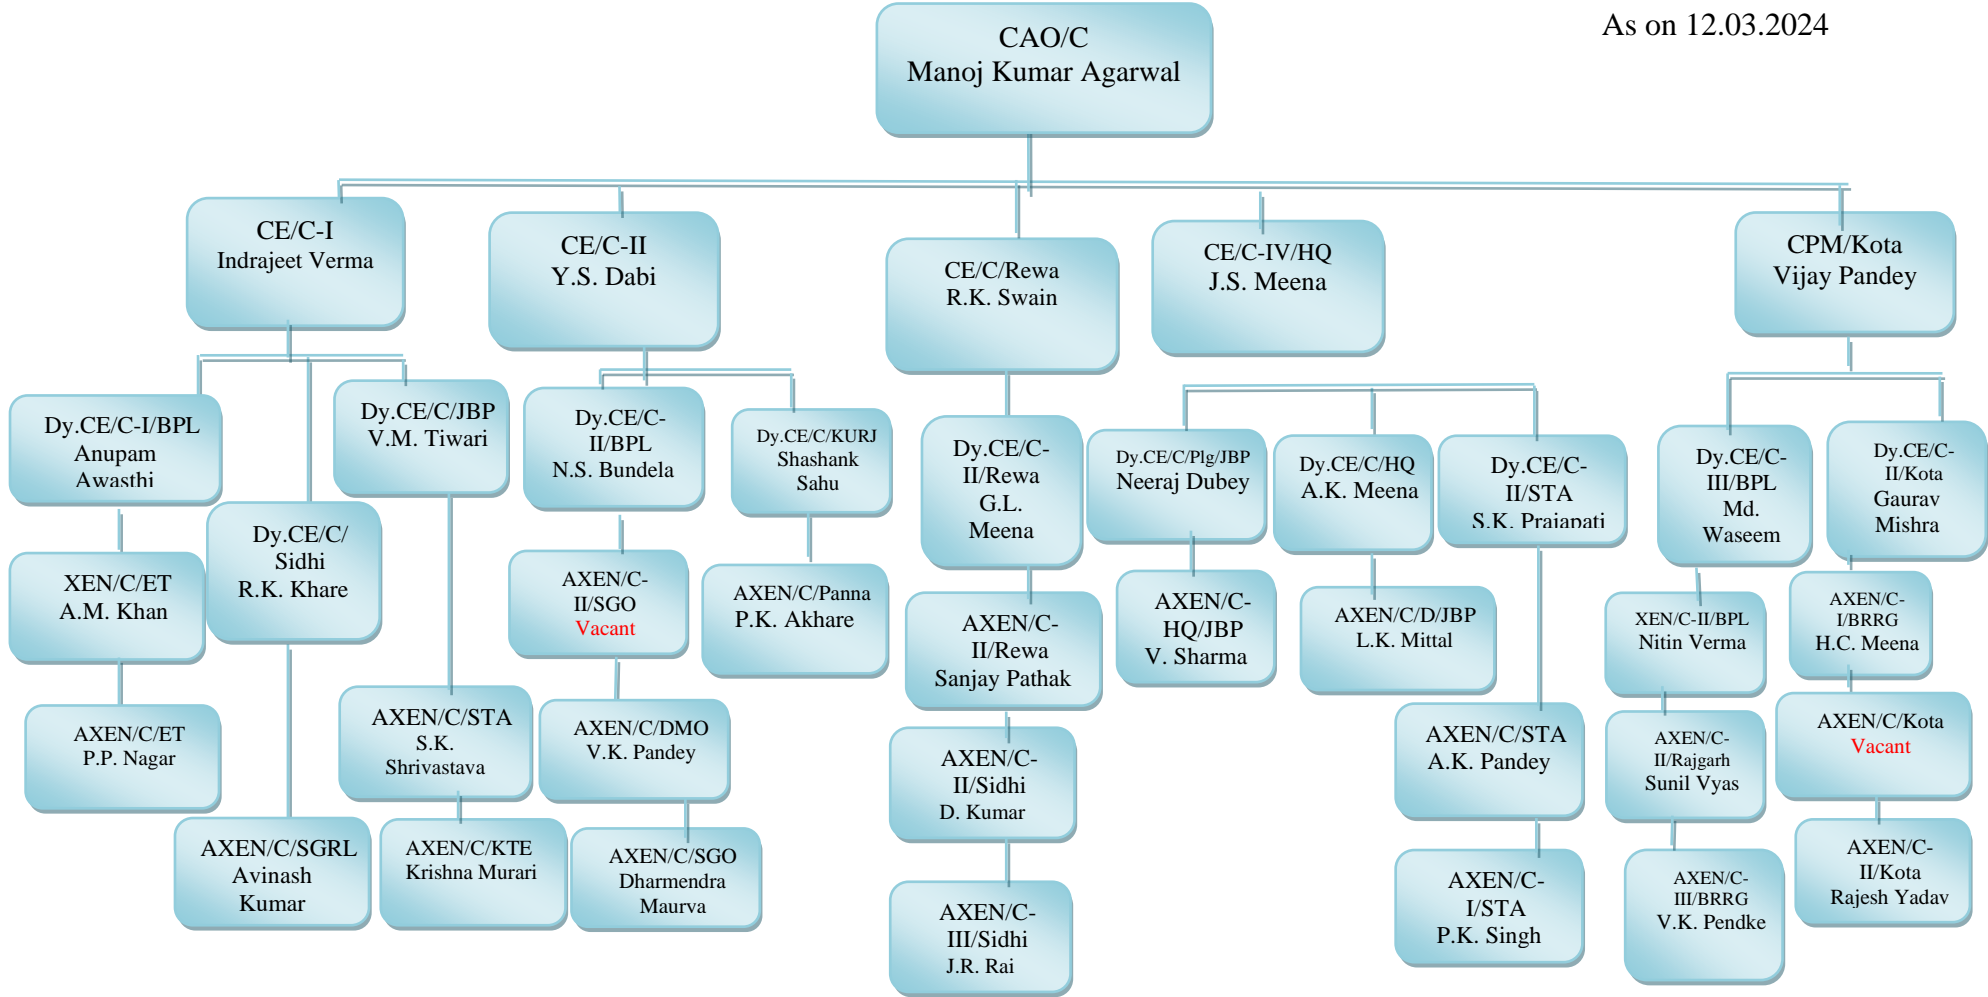 As on 12.03.2024
CAO/C
Manoj Kumar Agarwal
CE/C-I
Indrajeet Verma
CE/C-II
Y.S. Dabi
CE/C/Rewa
R.K. Swain
CE/C-IV/HQ
J.S. Meena
CPM/Kota
Vijay Pandey
Dy.CE/C-I/BPL
Anupam
Awasthi
Dy.CE/C/
Sidhi
R.K. Khare
Dy.CE/C/JBP
V.M. Tiwari
Dy.CE/C-
II/BPL
N.S. Bundela
Dy.CE/C/KURJ
Shashank
Sahu
Dy.CE/C-
II/Rewa
G.L.
Meena
Dy.CE/C/Plg/JBP
Neeraj Dubey
Dy.CE/C/HQ
A.K. Meena
Dy.CE/C-
II/STA
S.K. Prajapati
Dy.CE/C-
III/BPL
Md.
Waseem
Dy.CE/C-
II/Kota
Gaurav
Mishra
XEN/C/ET
A.M. Khan
AXEN/C-
II/SGO
Vacant
AXEN/C/Panna
P.K. Akhare
AXEN/C-
II/Rewa
Sanjay Pathak
AXEN/C-
HQ/JBP
V. Sharma
AXEN/C/D/JBP
L.K. Mittal
XEN/C-II/BPL
Nitin Verma
AXEN/C-
I/BRRG
H.C. Meena
AXEN/C/ET
P.P. Nagar
AXEN/C/STA
S.K.
Shrivastava
AXEN/C/DMO
V.K. Pandey
AXEN/C-
II/Sidhi
D. Kumar
AXEN/C/STA
A.K. Pandey
AXEN/C-
II/Rajgarh
Sunil Vyas
AXEN/C/Kota
Vacant
AXEN/C/SGRL
Avinash
Kumar
AXEN/C/KTE
Krishna Murari
AXEN/C/SGO
Dharmendra
Maurva
AXEN/C-
III/Sidhi
J.R. Rai
AXEN/C-
I/STA
P.K. Singh
AXEN/C-
III/BRRG
V.K. Pendke
AXEN/C-
II/Kota
Rajesh Yadav